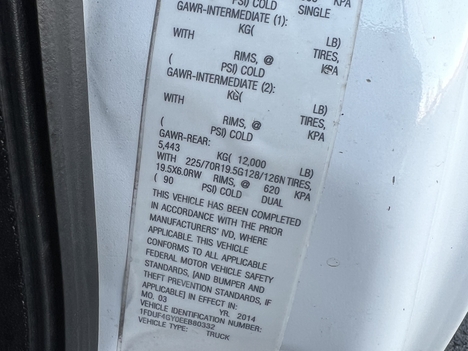 PSI) COLD SINGLE KPA
GAWR-INTERMEDIATE (1):
KG( LB)
WITH TIRES,
RIMS, @
( PSI) COLD KPA
GAWR-INTERMEDIATE (2):
KG( LB)
WITH TIRES,
RIMS, @ KPA
( PSI) COLD
GAWR-REAR:
5,443 KG( 12,000 LB)
WITH 225/70R19.5G128/126N TIRES,
19.5X6.0RW RIMS, @ 620 KPA
( 90 PSI) COLD DUAL
THIS VEHICLE HAS BEEN COMPLETED
IN ACCORDANCE WITH THE PRIOR
MANUFACTURERS' IVD, WHERE
APPLICABLE. THIS VEHICLE
CONFORMS TO ALL APPLICABLE
FEDERAL MOTOR VEHICLE SAFETY
STANDARDS, [AND BUMPER AND
THEFT PREVENTION STANDARDS, IF
APPLICABLE] IN EFFECT IN:
MO. 03 YR. 2014
VEHICLE IDENTIFICATION NUMBER:
1FDUF4GY0EEB80332
VEHICLE TYPE: TRUCK